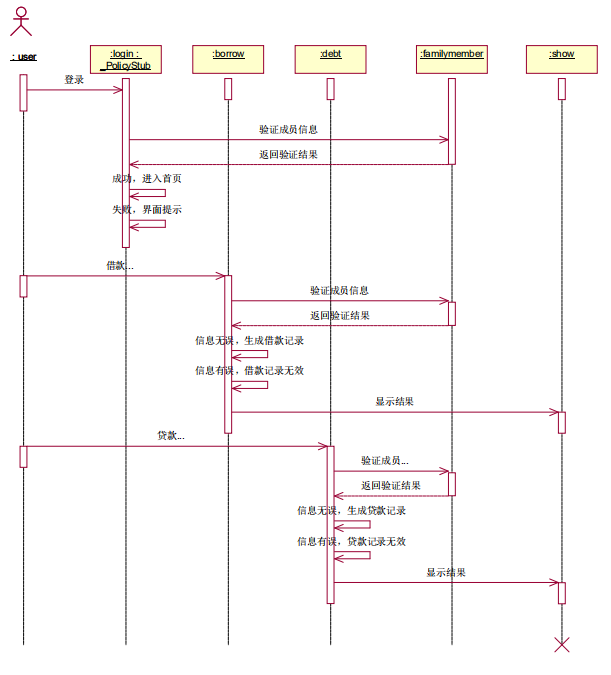 : user
:login :
_PolicyStub
:borrow
:debt
:familymember
:show
登录
验证成员信息
返回验证结果
成功，进入首页
失败，界面提示
借款...
验证成员信息
返回验证结果
信息无误，生成借款记录
信息有误，借款记录无效
显示结果
贷款...
验证成员...
返回验证结果
信息无误，生成贷款记录
信息有误，贷款记录无效
显示结果